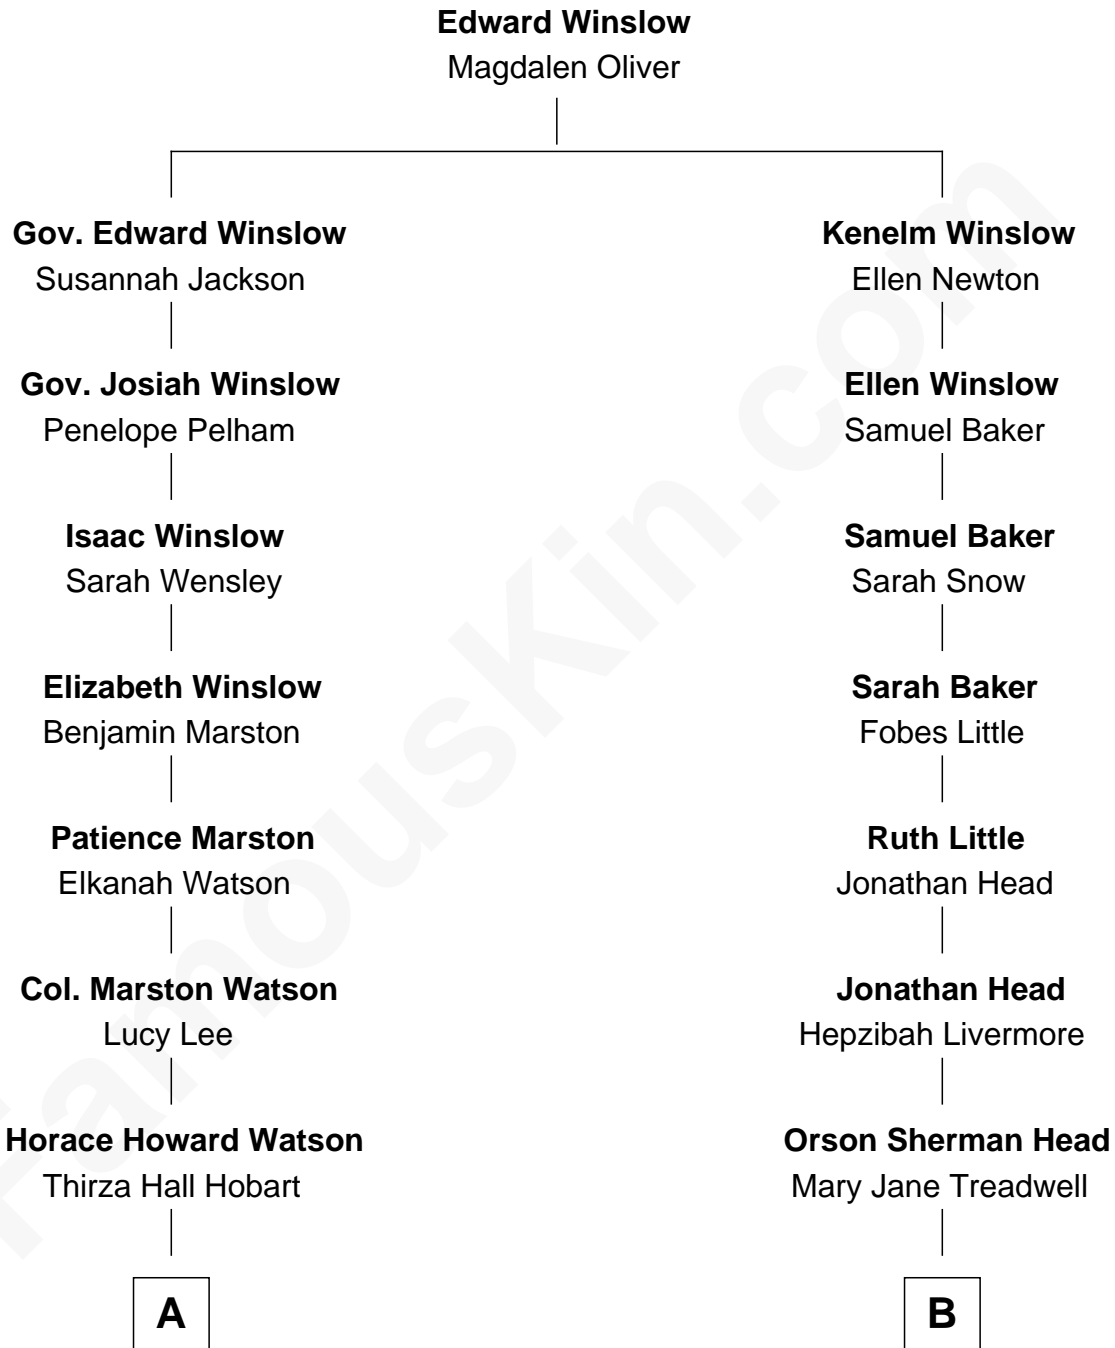 Edward Winslow
Magdalen Oliver
Gov. Edward Winslow
Susannah Jackson
Kenelm Winslow
Ellen Newton
Gov. Josiah Winslow
Penelope Pelham
Ellen Winslow
Samuel Baker
Isaac Winslow
Sarah Wensley
Samuel Baker
Sarah Snow
Elizabeth Winslow
Benjamin Marston
Sarah Baker
Fobes Little
Patience Marston
Elkanah Watson
Ruth Little
Jonathan Head
Col. Marston Watson
Lucy Lee
Jonathan Head
Hepzibah Livermore
Horace Howard Watson
Thirza Hall Hobart
Orson Sherman Head
Mary Jane Treadwell
A
B
FamousKin.com